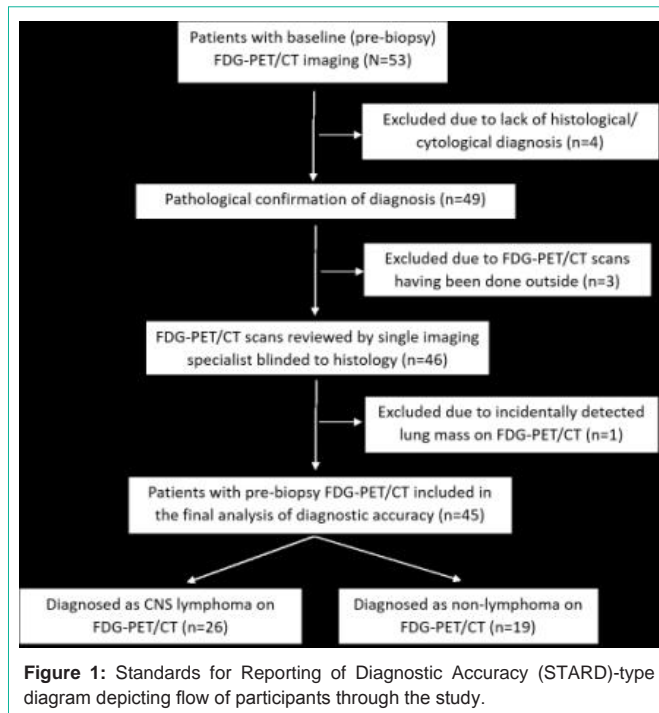 Patients with baseline (pre-biopsy)
FDG-PET/CT imaging (N=53)
Excluded due to lack of histological/
cytological diagnosis (n=4)
Pathological confirmation of diagnosis (n=49)
Excluded due to FDG-PET/CT scans
having been done outside (n=3)
FDG-PET/CT scans reviewed by single imaging
specialist blinded to histology (n=46)
Excluded due to incidentally detected
lung mass on FDG-PET/CT (n=1)
Patients with pre-biopsy FDG-PET/CT included in
the final analysis of diagnostic accuracy (n=45)
Diagnosed as CNS lymphoma on
FDG-PET/CT (n=26)
Diagnosed as non-lymphoma on
FDG-PET/CT (n=19)
Figure 1: Standards for Reporting of Diagnostic Accuracy (STARD)-type
diagram depicting flow of participants through the study.